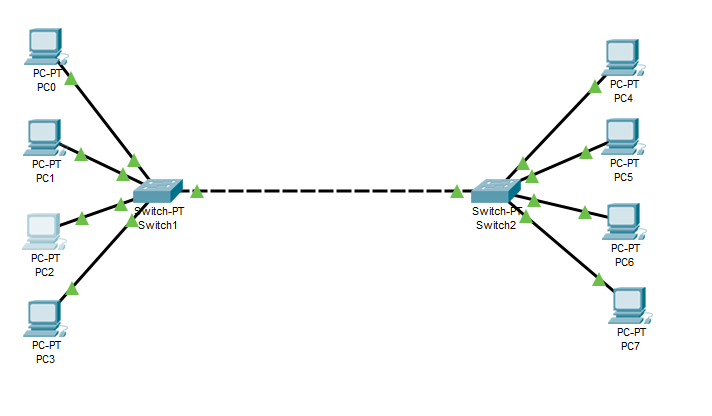 PC-PT
PC0
PC-PT
PC1
PC-PT
PC2
PC-PT
PC3
Switch-PT
Switch1
Switch-PT
Switch2
PC-PT
PC4
PC-PT
PC5
PC-PT
PC6
PC-PT
PC7